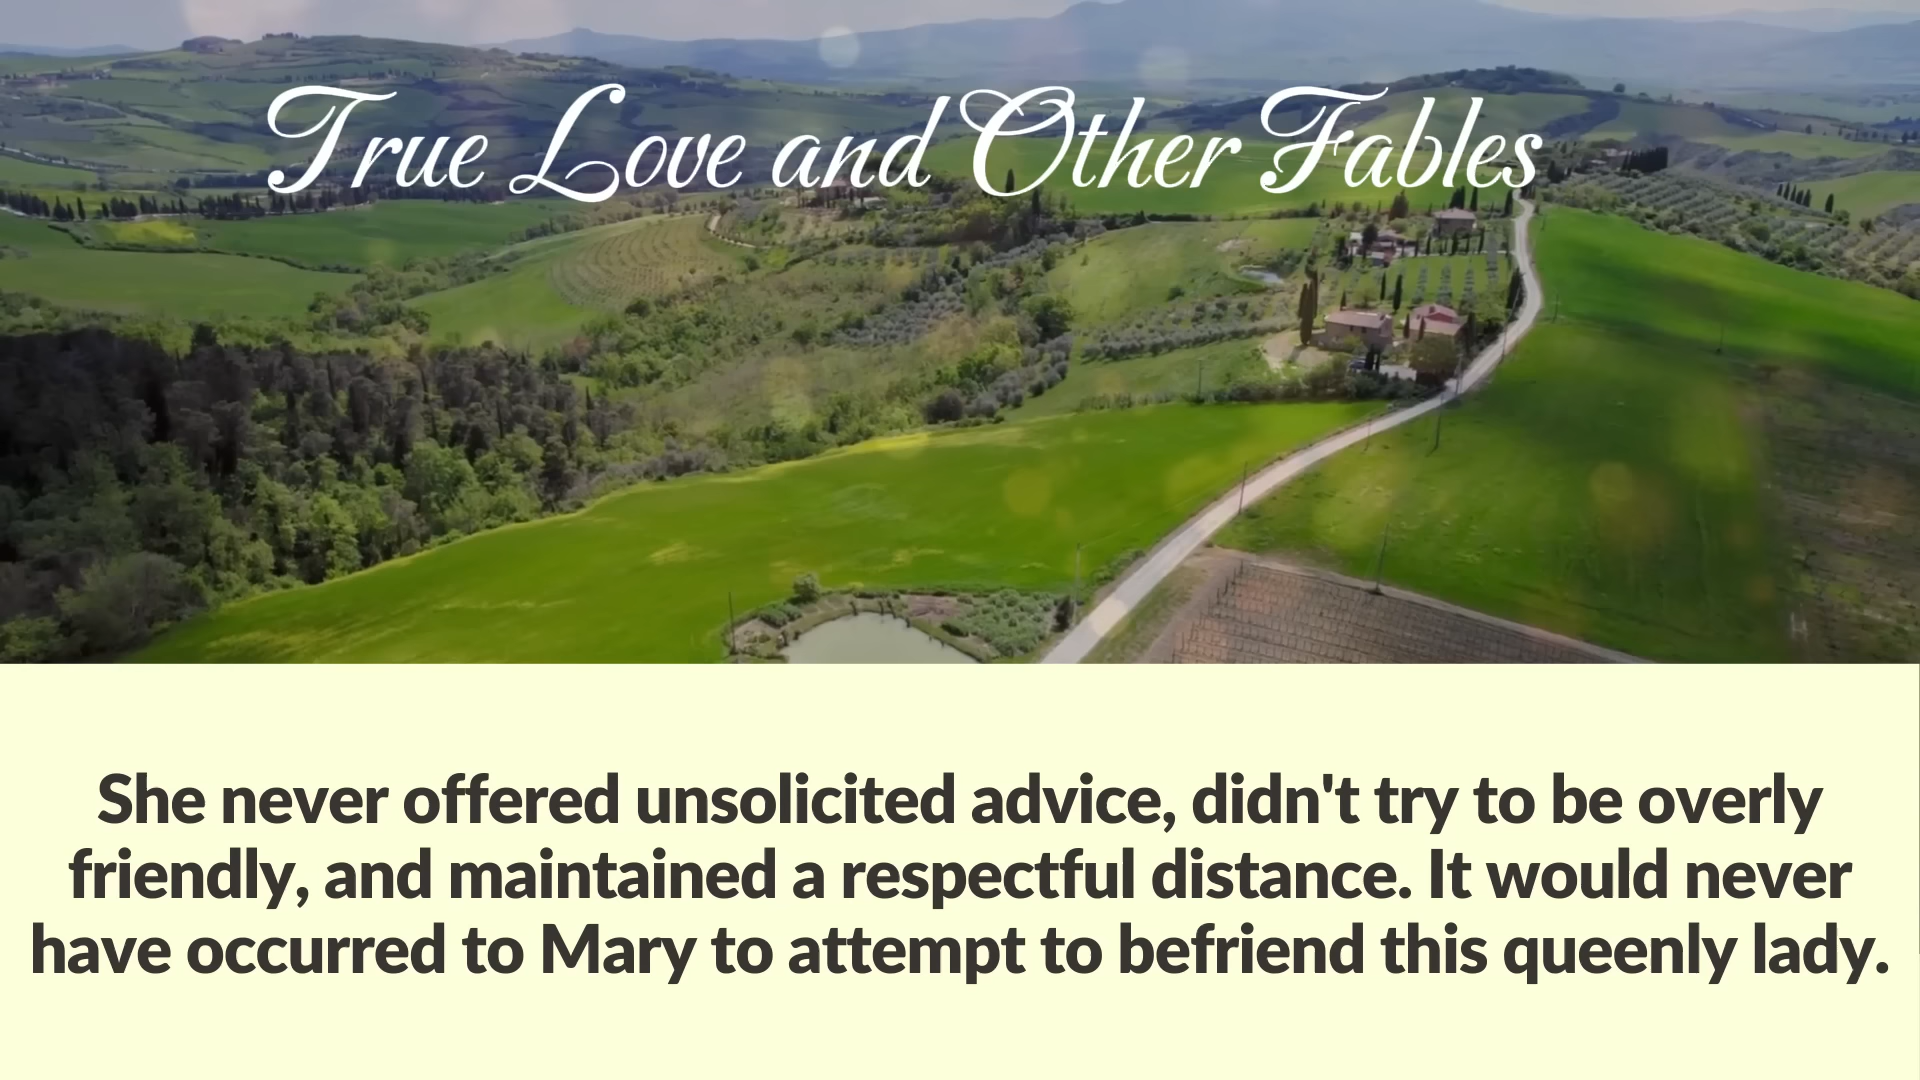 True Love and Other Fables
She never offered unsolicited advice, didn't try to be overly
friendly, and maintained a respectful distance. It would never
have occurred to Mary to attempt to befriend this queenly lady.